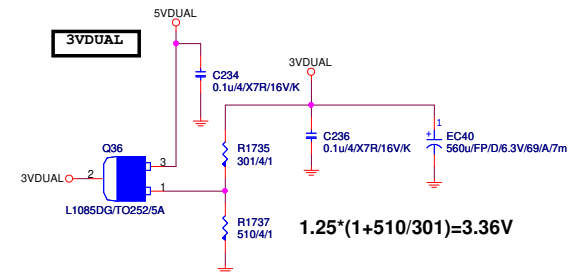 5VDUAL
3VDUAL
C234
0.1u/4/X7R/16V/K
3VDUAL
Q36
3
3VDUAL
2
1
L1085DG/TO252/5A
R1735
301/4/1
C236
0.1u/4/X7R/16V/K
1
+
EC40
560u/FP/D/6.3V/69/A/7m
R1737
510/4/1
1.25*(1+510/301)=3.36V